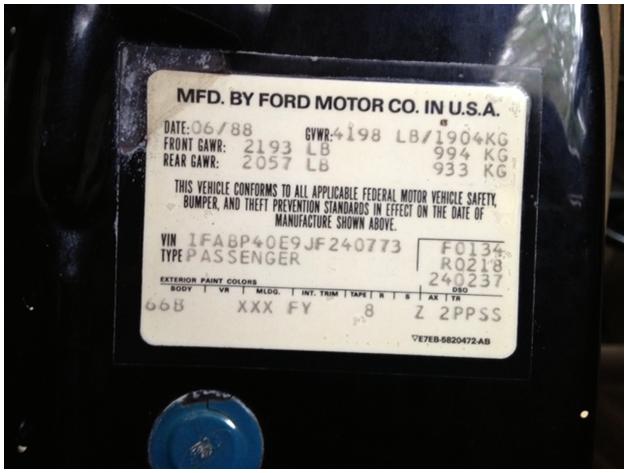 MFD. BY FORD MOTOR CO. IN U.S.A.
DATE: 06/88 GVWR: 4198 LB/1904KG
FRONT GAWR: 2193 LB 994 KG
REAR GAWR: 2057 LB 933 KG
THIS VEHICLE CONFORMS TO ALL APPLICABLE FEDERAL MOTOR VEHICLE SAFETY,
BUMPER, AND THEFT PREVENTION STANDARDS IN EFFECT ON THE DATE OF
MANUFACTURE SHOWN ABOVE.
VIN 1FABP40E9JF240773 F0134
TYPE PASSENGER R0218
240237
EXTERIOR PAINT COLORS DSO
BODY | VR | MLDG. | INT. TRIM | TAPE | R | S | AX | TR
66B XXX FY 8 Z 2PPSS
▽E7EB-5820472-AB